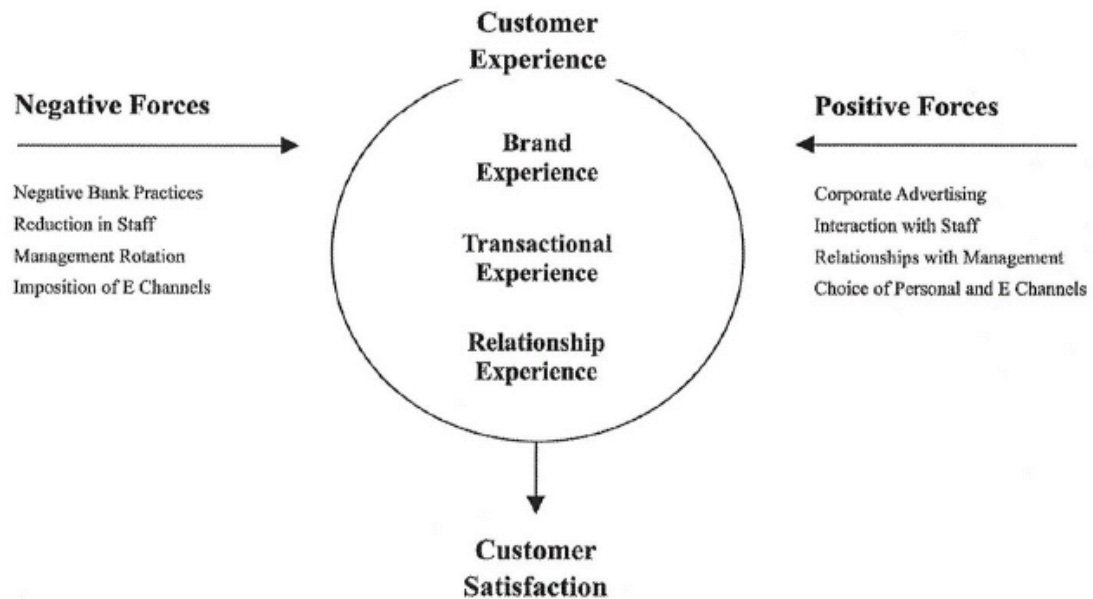 Customer
Experience
Negative Forces
Negative Bank Practices
Reduction in Staff
Management Rotation
Imposition of E Channels
Brand
Experience
Transactional
Experience
Relationship
Experience
Positive Forces
Corporate Advertising
Interaction with Staff
Relationships with Management
Choice of Personal and E Channels
Customer
Satisfaction